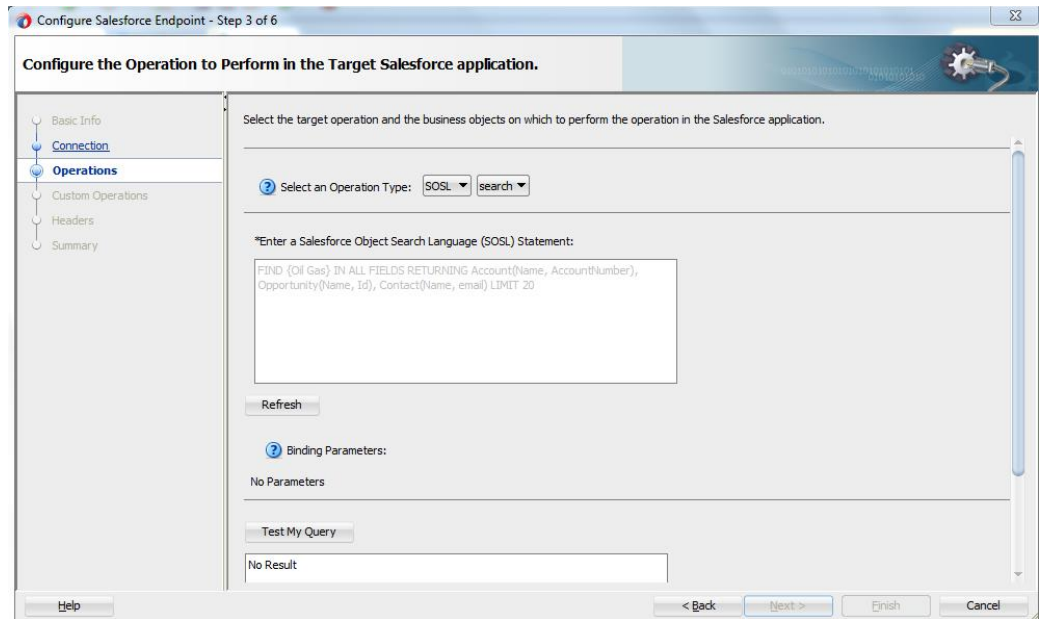 Configure Salesforce Endpoint - Step 3 of 6
Configure the Operation to Perform in the Target Salesforce application.
Basic Info
Connection
Operations
Custom Operations
Headers
Summary
Select the target operation and the business objects on which to perform the operation in the Salesforce application.
Select an Operation Type: SOSL search
*Enter a Salesforce Object Search Language (SOSL) Statement:
FIND {Oil Gas} IN ALL FIELDS RETURNING Account(Name, AccountNumber),
Opportunity(Name, Id), Contact(Name, email) LIMIT 20
Refresh
Binding Parameters:
No Parameters
Test My Query
No Result
Help
< Back
Next >
Finish
Cancel